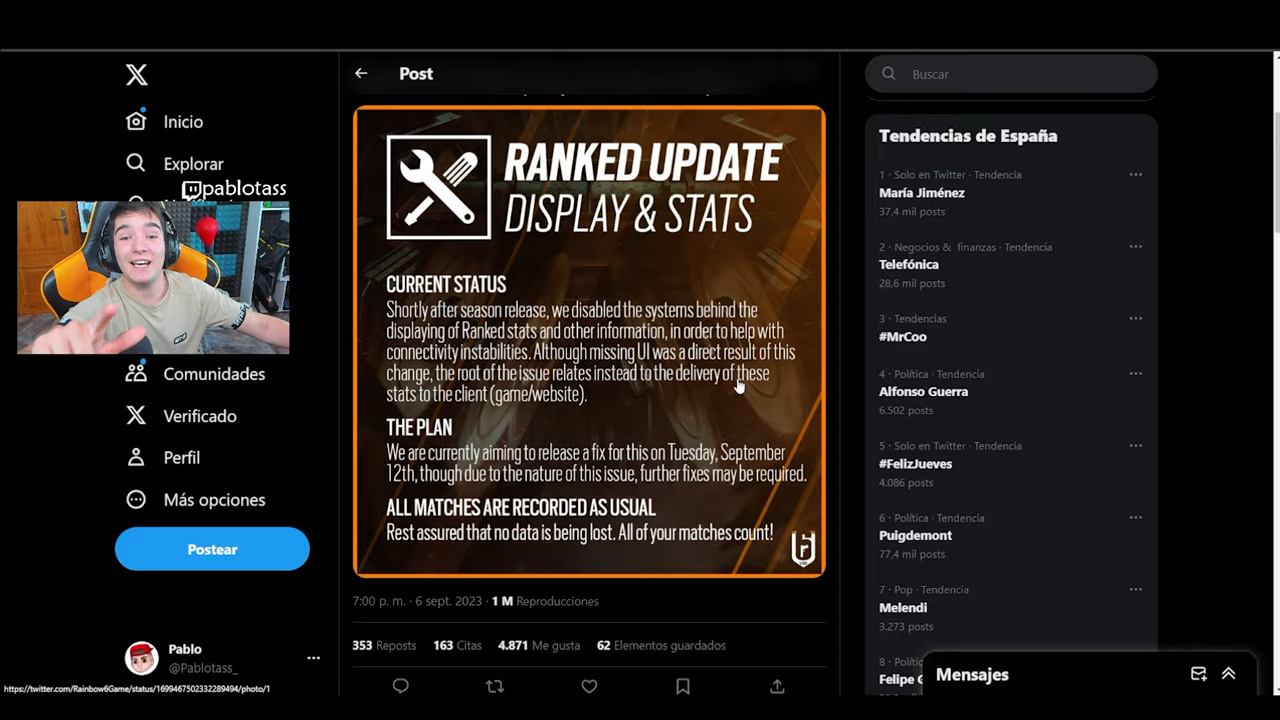 Post
Buscar
Inicio
Explorar
pablotass
Comunidades
Verificado
Perfil
Más opciones
Postear
Pablo
@Pablotass_
https://twitter.com/Rainbow6Game/status/1699467502332289494/photo/1
RANKED UPDATE
DISPLAY & STATS
CURRENT STATUS
Shortly after season release, we disabled the systems behind the
displaying of Ranked stats and other information, in order to help with
connectivity instabilities. Although missing UI was a direct result of this
change, the root of the issue relates instead to the delivery of these
stats to the client (game/website).
THE PLAN
We are currently aiming to release a fix for this on Tuesday, September
12th, though due to the nature of this issue, further fixes may be required.
ALL MATCHES ARE RECORDED AS USUAL
Rest assured that no data is being lost. All of your matches count!
7:00 p. m. · 6 sept. 2023 · 1 M Reproducciones
353 Reposts 163 Citas 4.871 Me gusta 62 Elementos guardados
Tendencias de España
1 · Solo en Twitter · Tendencia
María Jiménez
37,4 mil posts
2 · Negocios & finanzas · Tendencia
Telefónica
28,6 mil posts
3 · Tendencias
#MrCoo
4 · Política · Tendencia
Alfonso Guerra
6.502 posts
5 · Solo en Twitter · Tendencia
#FelizJueves
4.086 posts
6 · Política · Tendencia
Puigdemont
77,4 mil posts
7 · Pop · Tendencia
Melendi
3.273 posts
8
Felipe
Mensajes